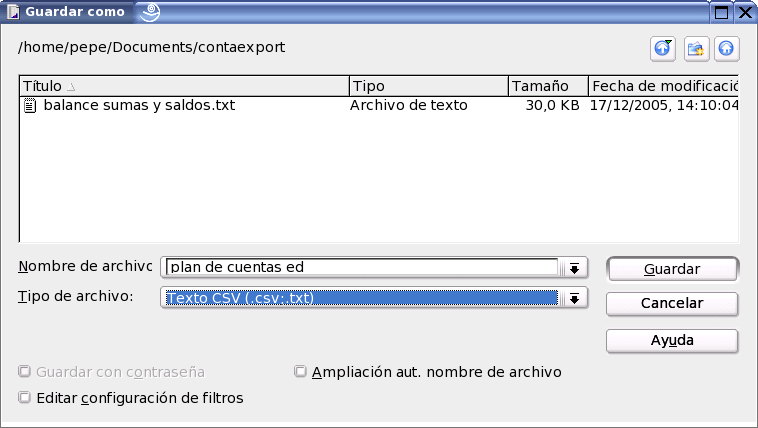 Guardar como
/home/pepe/Documents/contaexport
Título Tipo Tamaño Fecha de modificació
balance sumas y saldos.txt Archivo de texto 30,0 KB 17/12/2005, 14:10:04
Nombre de archivo plan de cuentas ed Guardar
Tipo de archivo: Texto CSV (.csv;.txt) Cancelar
Ayuda
Guardar con contraseña Ampliación aut. nombre de archivo
Editar configuración de filtros